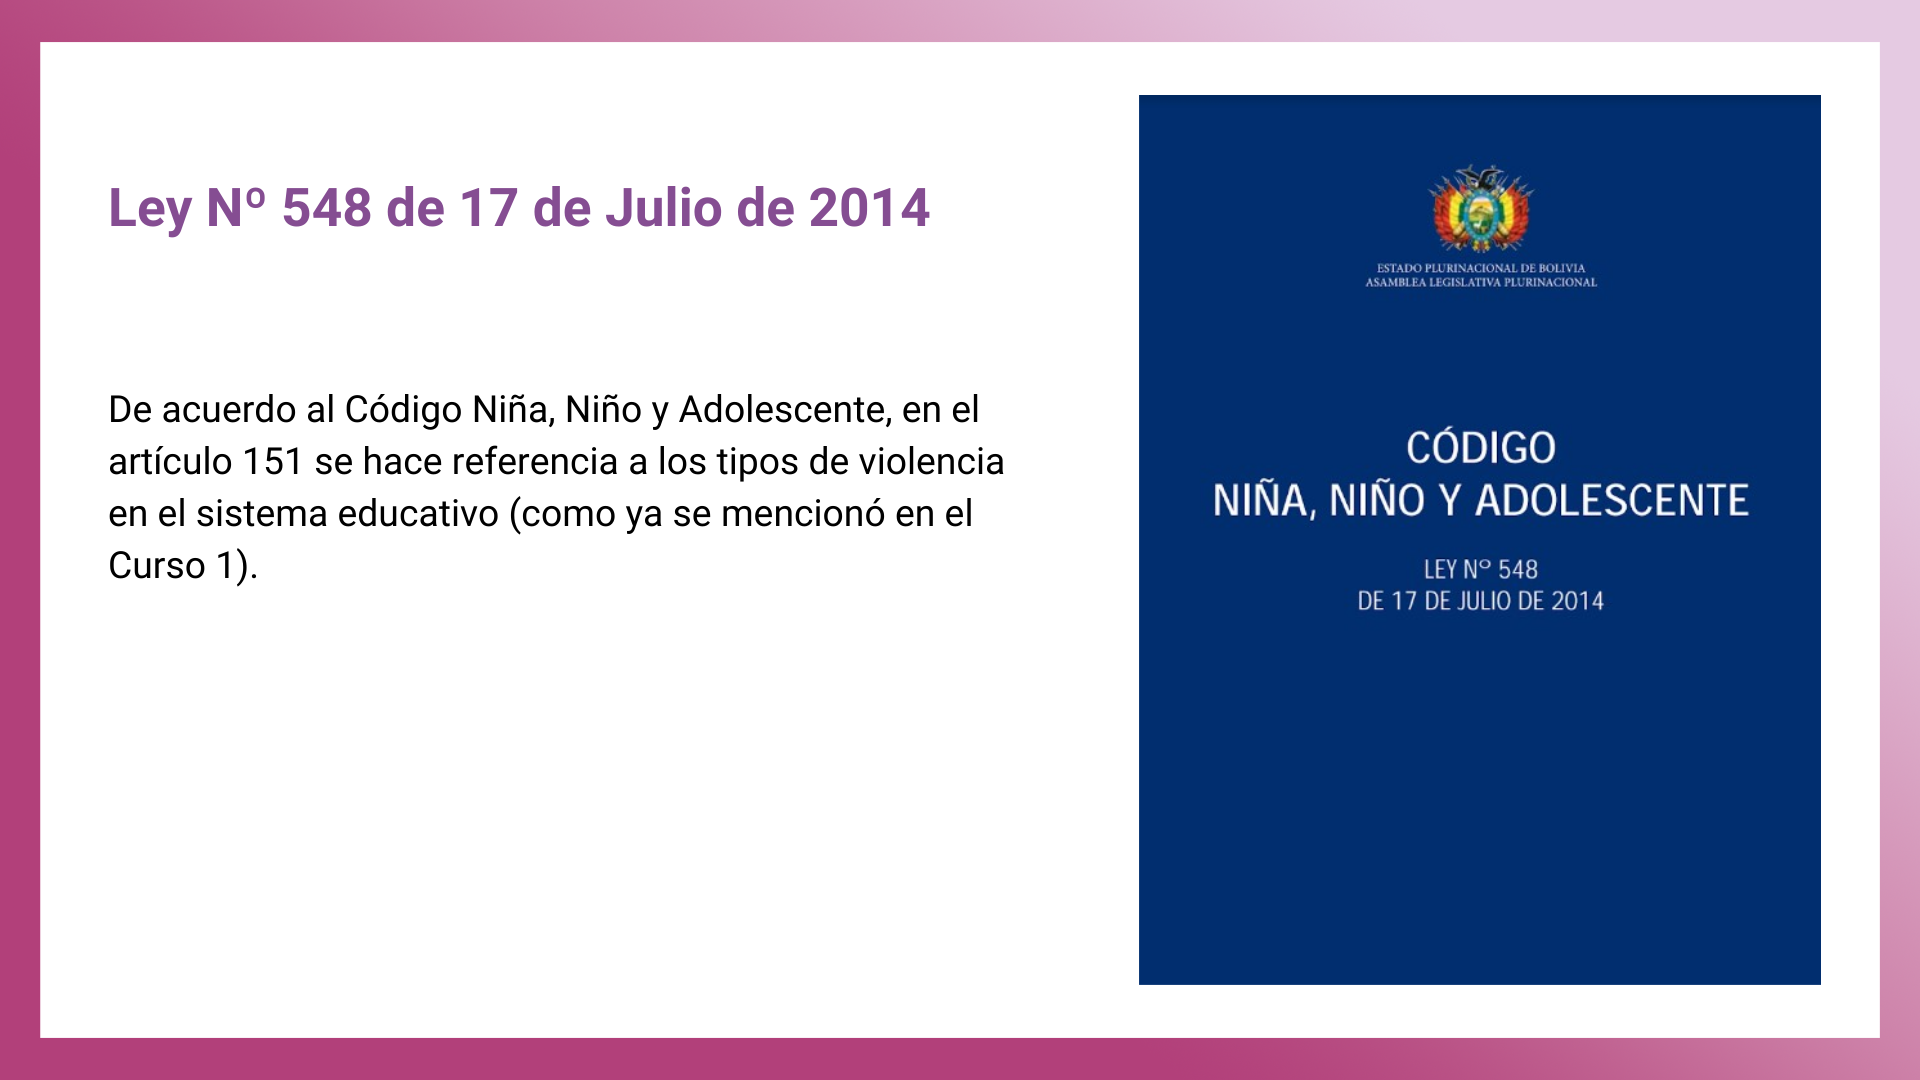 Ley Nº 548 de 17 de Julio de 2014
De acuerdo al Código Niña, Niño y Adolescente, en el
artículo 151 se hace referencia a los tipos de violencia
en el sistema educativo (como ya se mencionó en el
Curso 1).
ESTADO PLURINACIONAL DE BOLIVIA
ASAMBLEA LEGISLATIVA PLURINACIONAL
CÓDIGO
NIÑA, NIÑO Y ADOLESCENTE
LEY Nº 548
DE 17 DE JULIO DE 2014